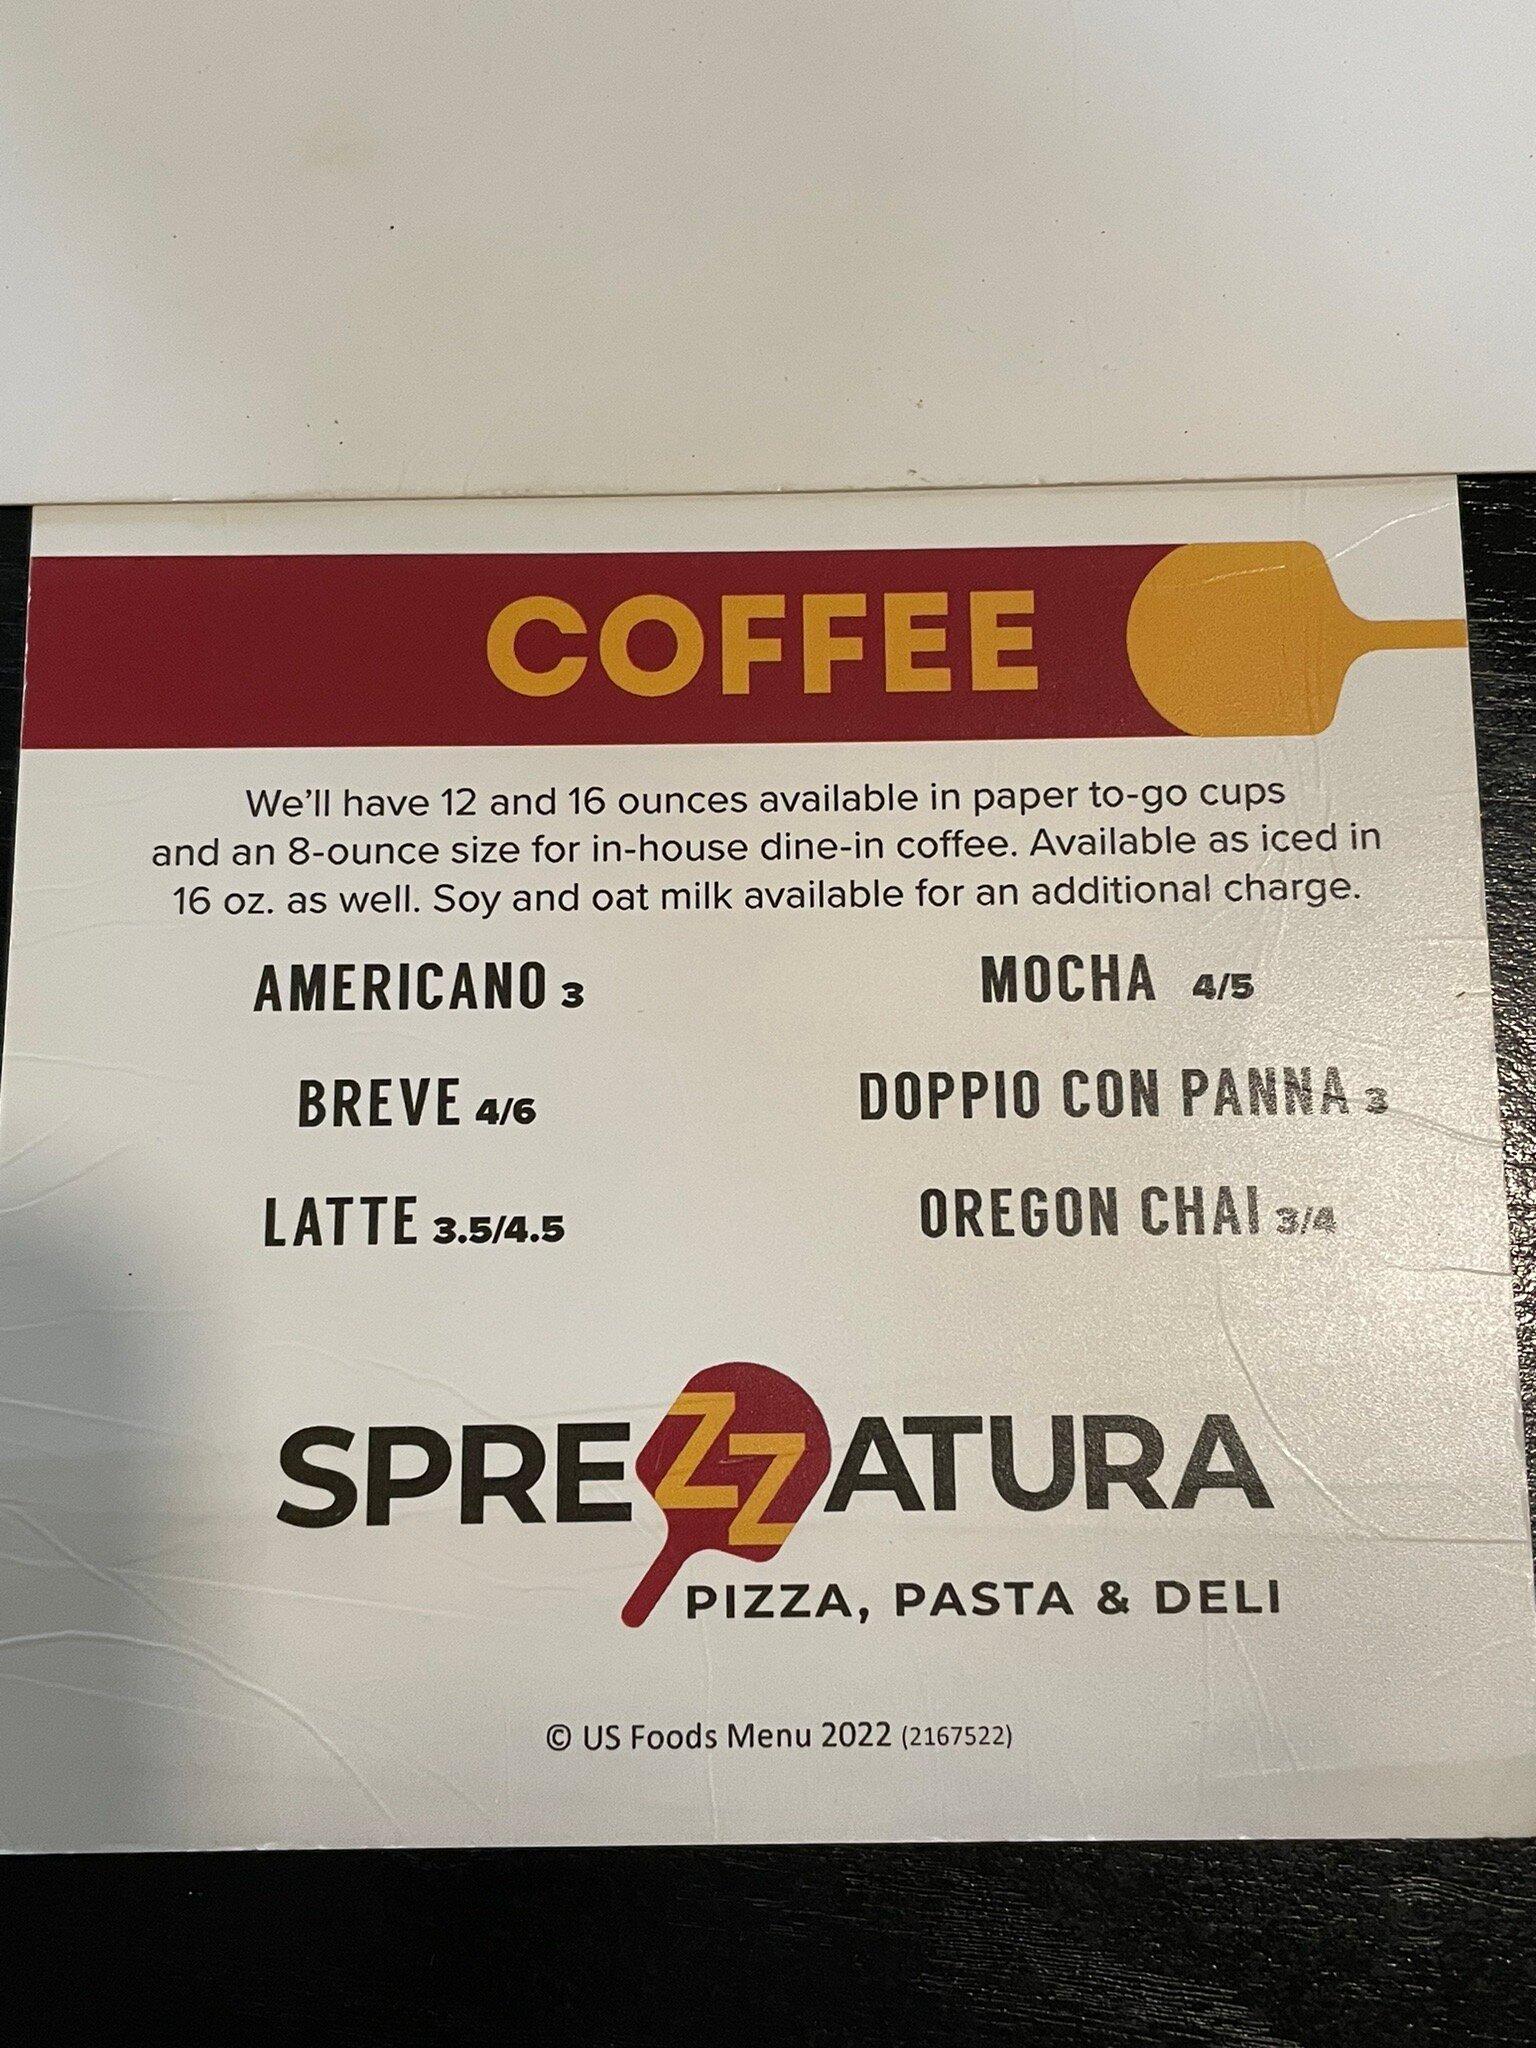 COFFEE
We'll have 12 and 16 ounces available in paper to-go cups
and an 8-ounce size for in-house dine-in coffee. Available as iced in
16 oz. as well. Soy and oat milk available for an additional charge.
AMERICANO 3
BREVE 4/6
LATTE 3.5/4.5
MOCHA 4/5
DOPPIO CON PANNA 3
OREGON CHAI 3/4
SPREZZATURA
PIZZA, PASTA & DELI
© US Foods Menu 2022 (2167522)